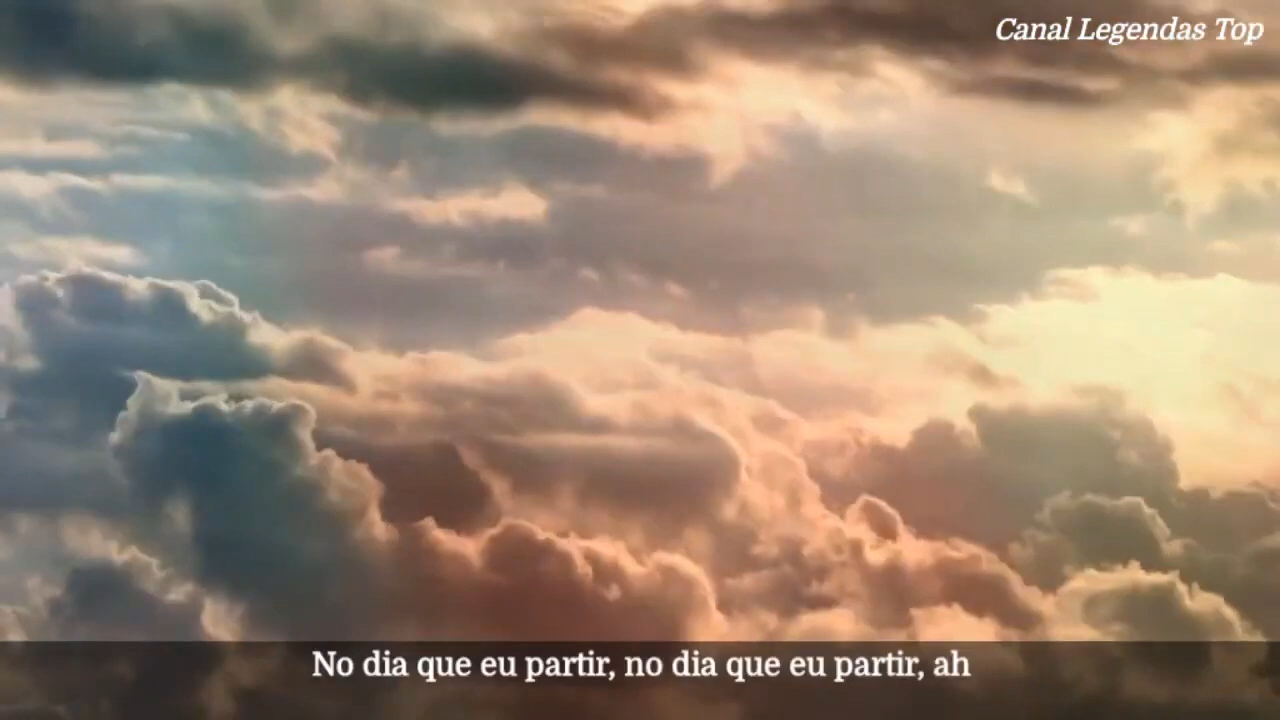 Canal Legendas Top
No dia que eu partir, no dia que eu partir, ah